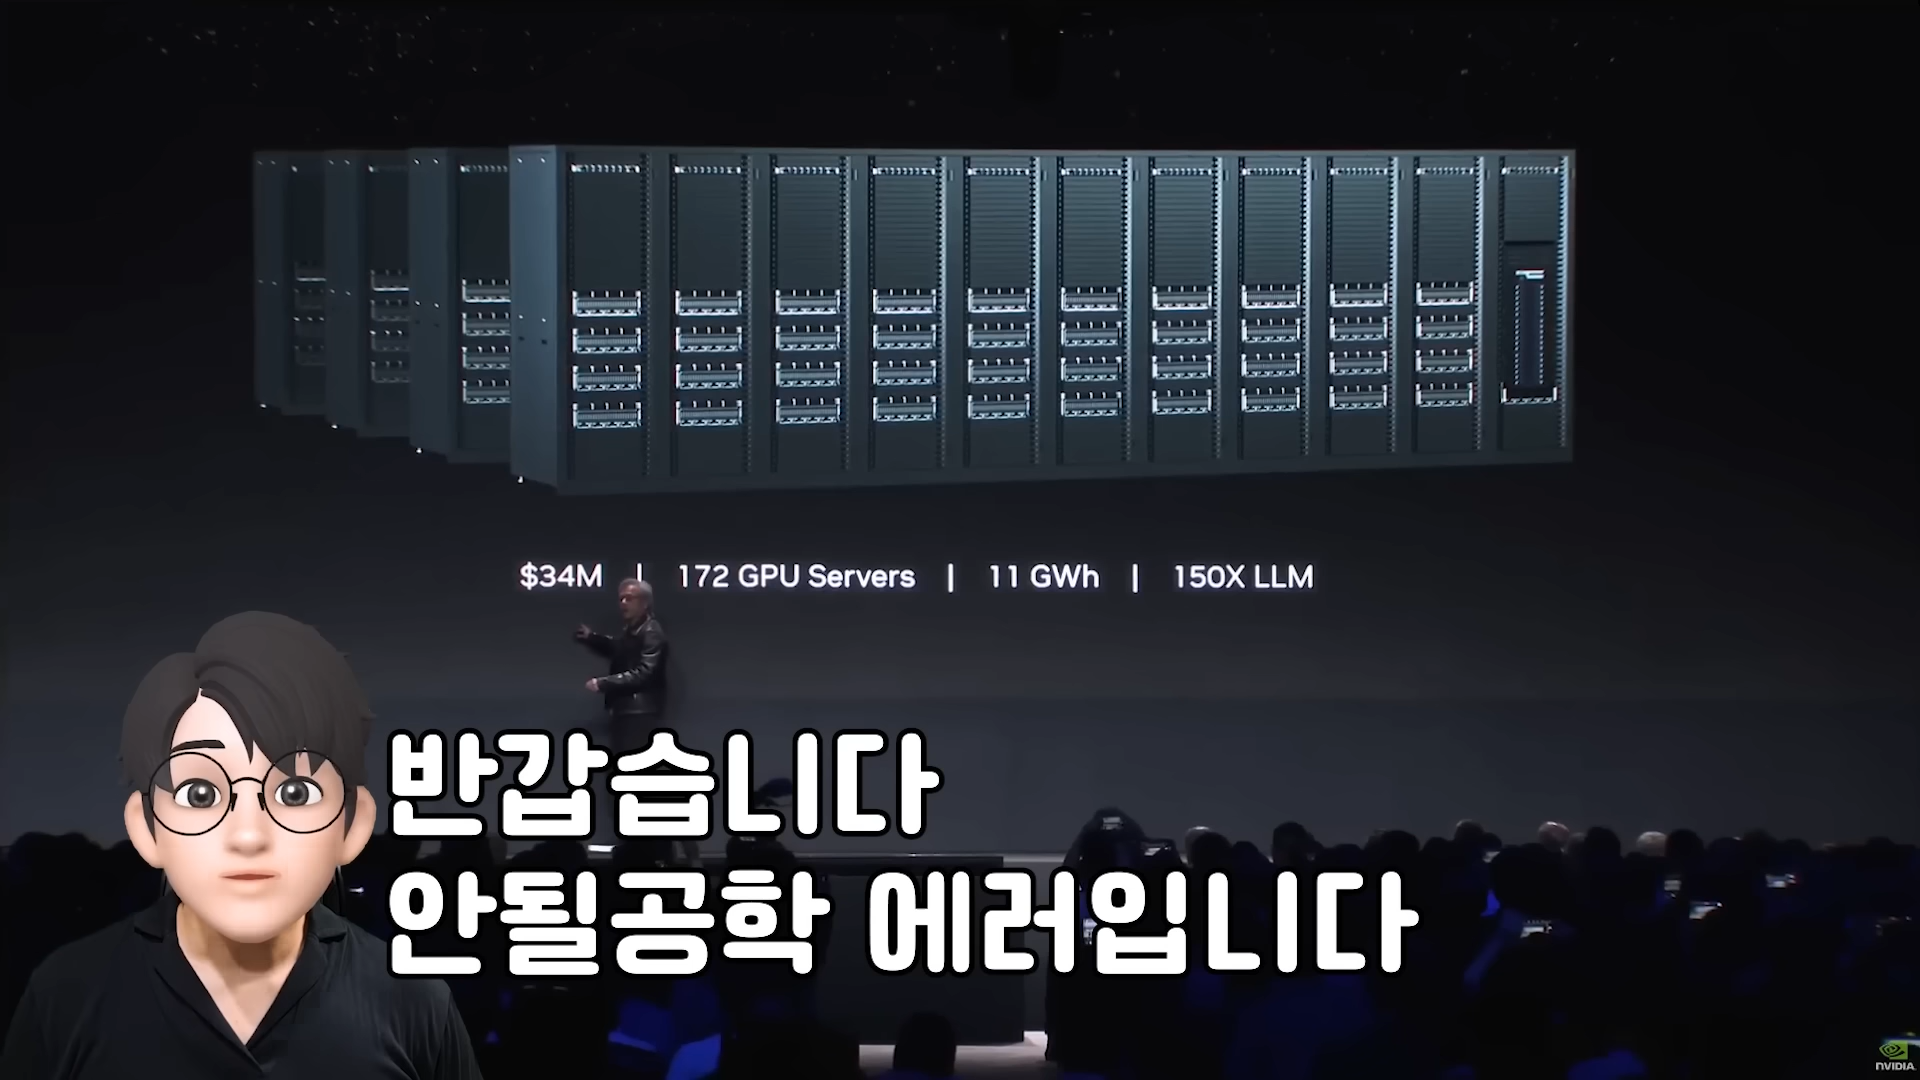 $34M | 172 GPU Servers | 11 GWh | 150X LLM
반갑습니다
안될공학 에러입니다
NVIDIA